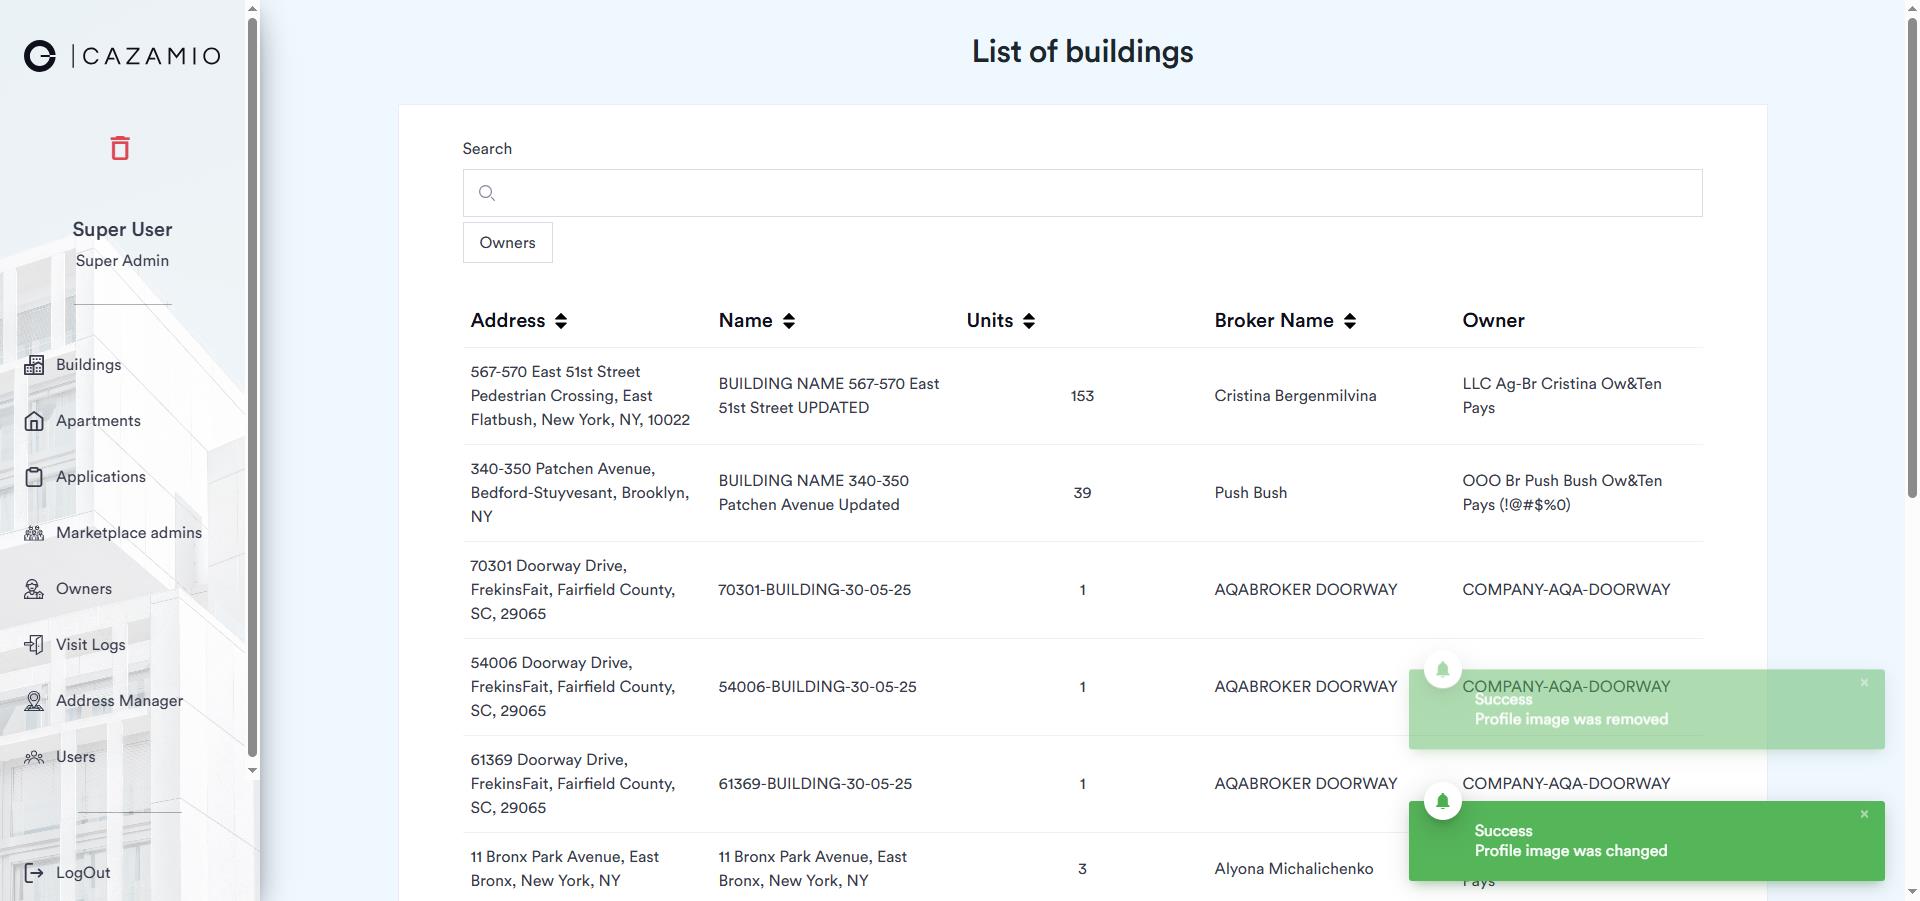 CAZAMIO
Super User
Super Admin
Buildings
Apartments
Applications
Marketplace admins
Owners
Visit Logs
Address Manager
Users
LogOut
List of buildings
Search
Owners
Address Name Units Broker Name Owner
567-570 East 51st Street
Pedestrian Crossing, East
Flatbush, New York, NY, 10022
BUILDING NAME 567-570 East
51st Street UPDATED
153
Cristina Bergenmilvina
LLC Ag-Br Cristina Ow&Ten
Pays
340-350 Patchen Avenue,
Bedford-Stuyvesant, Brooklyn,
NY
BUILDING NAME 340-350
Patchen Avenue Updated
39
Push Bush
OOO Br Push Bush Ow&Ten
Pays (!@#$%0)
70301 Doorway Drive,
FrekinsFait, Fairfield County,
SC, 29065
70301-BUILDING-30-05-25
1
AQABROKER DOORWAY
COMPANY-AQA-DOORWAY
54006 Doorway Drive,
FrekinsFait, Fairfield County,
SC, 29065
54006-BUILDING-30-05-25
1
AQABROKER DOORWAY
COMPANY-AQA-DOORWAY
61369 Doorway Drive,
FrekinsFait, Fairfield County,
SC, 29065
61369-BUILDING-30-05-25
1
AQABROKER DOORWAY
COMPANY-AQA-DOORWAY
11 Bronx Park Avenue, East
Bronx, New York, NY
11 Bronx Park Avenue, East
Bronx, New York, NY
3
Alyona Michalichenko
Pays
Success
Profile image was removed
Success
Profile image was changed